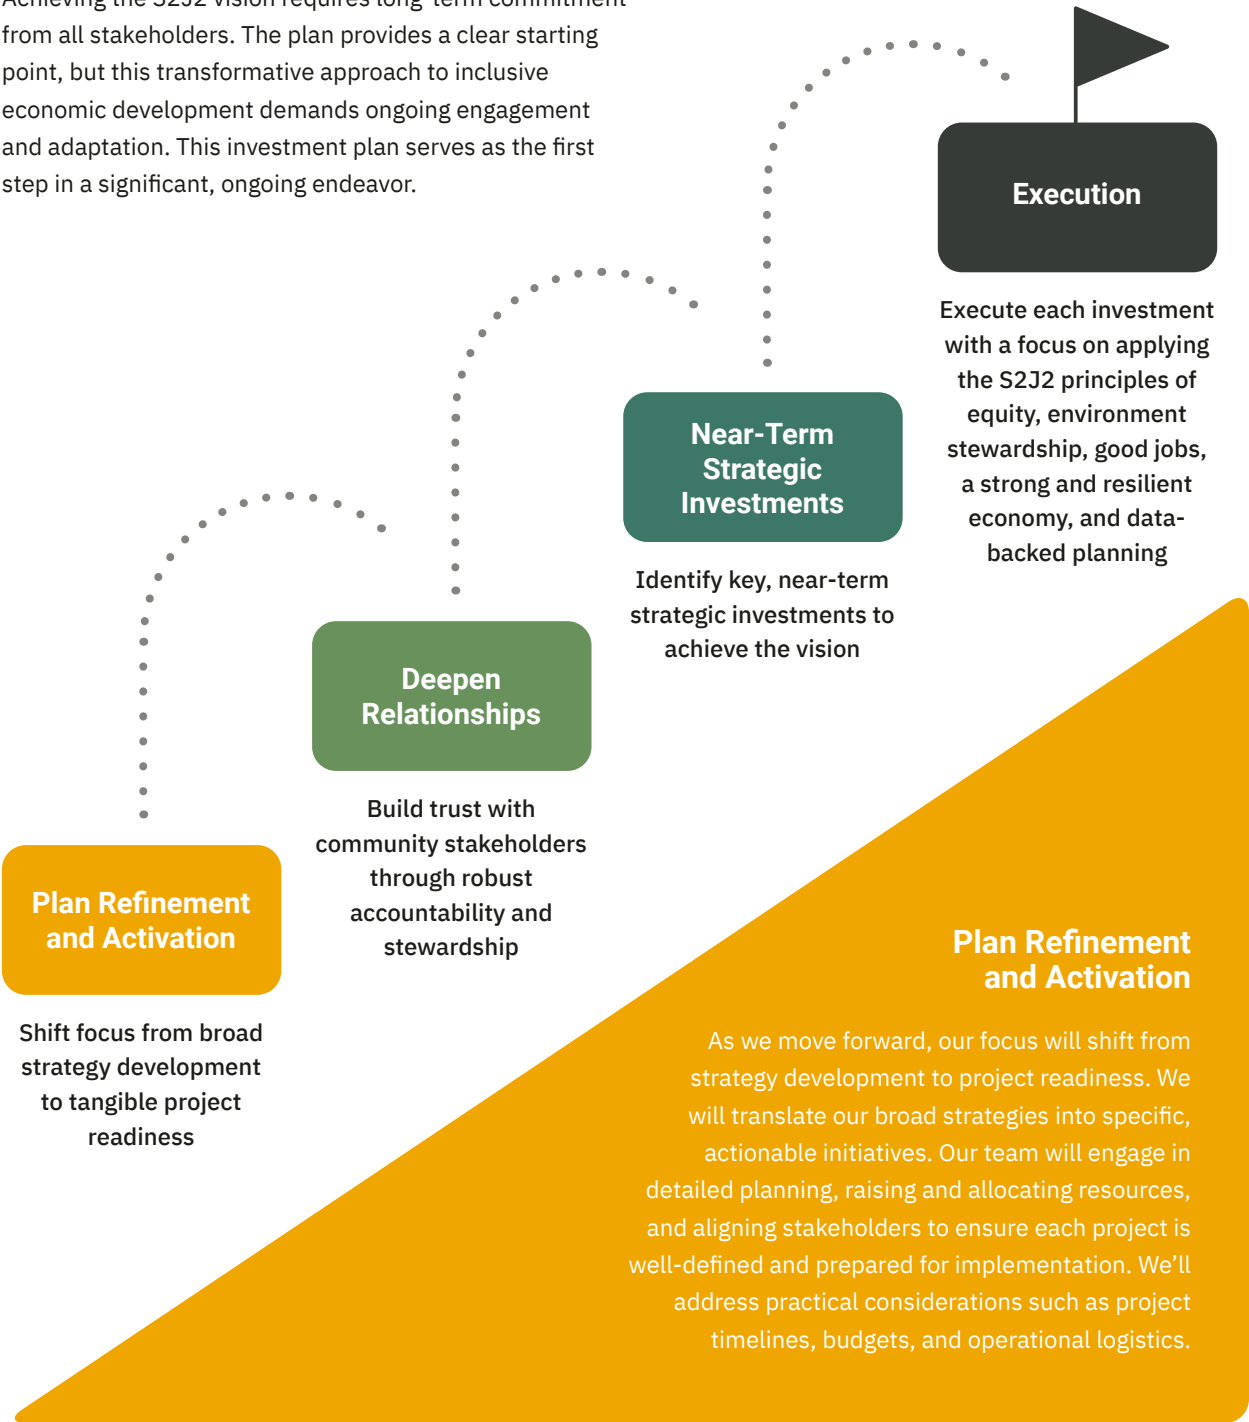 Achieving the S2J2 vision requires long-term commitment
from all stakeholders. The plan provides a clear starting
point, but this transformative approach to inclusive
economic development demands ongoing engagement
and adaptation. This investment plan serves as the first
step in a significant, ongoing endeavor.
Execution
Execute each investment
with a focus on applying
the S2J2 principles of
equity, environment
stewardship, good jobs,
a strong and resilient
economy, and data-
backed planning
Near-Term
Strategic
Investments
Identify key, near-term
strategic investments to
achieve the vision
Deepen
Relationships
Build trust with
community stakeholders
through robust
accountability and
stewardship
Plan Refinement
and Activation
Shift focus from broad
strategy development
to tangible project
readiness
Plan Refinement
and Activation
As we move forward, our focus will shift from
strategy development to project readiness. We
will translate our broad strategies into specific,
actionable initiatives. Our team will engage in
detailed planning, raising and allocating resources,
and aligning stakeholders to ensure each project is
well-defined and prepared for implementation. We’ll
address practical considerations such as project
timelines, budgets, and operational logistics.